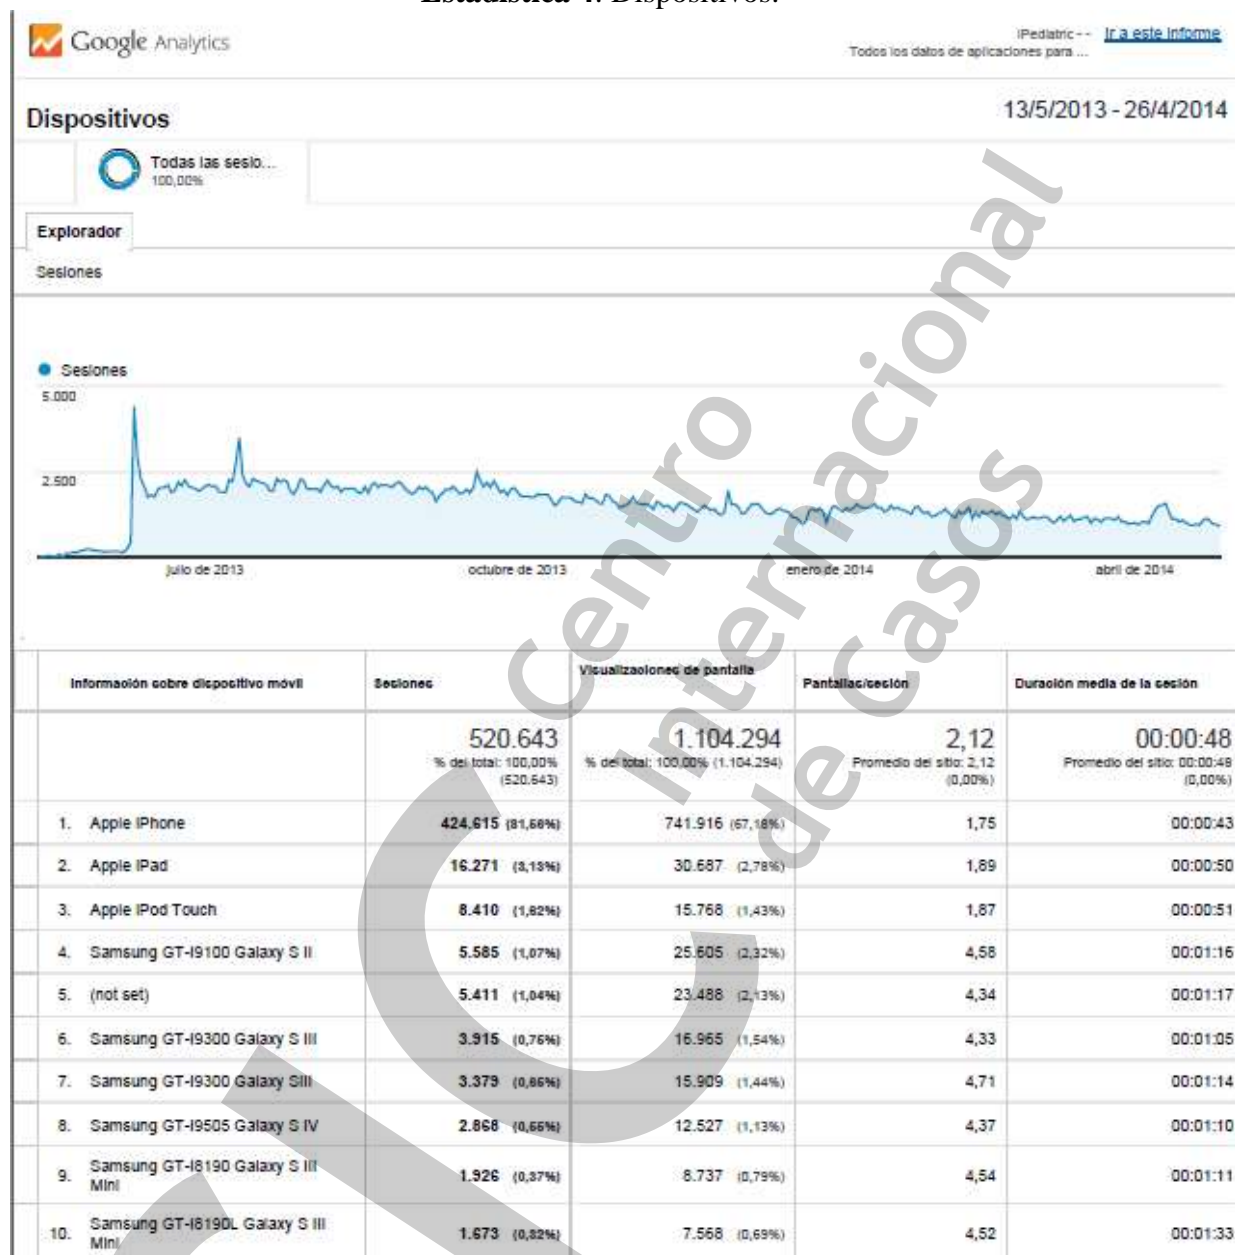 Estadística 4. Dispositivos.
Google Analytics
iPediatric - -
Ir a este informe
Todos los datos de aplicaciones para ...
Dispositivos
13/5/2013 - 26/4/2014
Todas las sesio...
100,00%
Explorador
Sesiones
Sesiones
5.000
2.500
julio de 2013
octubre de 2013
enero de 2014
abril de 2014
Información sobre dispositivo móvil
Sesiones
Visualizaciones de pantalla
Pantallas/sesión
Duración media de la sesión
520.643
% del total: 100,00%
(520.643)
1.104.294
% del total: 100,00% (1.104.294)
2,12
Promedio del sitio: 2,12
(0,00%)
00:00:48
Promedio del sitio: 00:00:48
(0,00%)
1. Apple iPhone 424.615 (81,56%) 741.916 (67,18%) 1,75 00:00:43
2. Apple iPad 16.271 (3,13%) 30.687 (2,78%) 1,89 00:00:50
3. Apple iPod Touch 8.410 (1,62%) 15.768 (1,43%) 1,87 00:00:51
4. Samsung GT-I9100 Galaxy S II 5.585 (1,07%) 25.605 (2,32%) 4,58 00:01:16
5. (not set) 5.411 (1,04%) 23.488 (2,13%) 4,34 00:01:17
6. Samsung GT-I9300 Galaxy S III 3.915 (0,75%) 16.965 (1,54%) 4,33 00:01:05
7. Samsung GT-I9300 Galaxy SIII 3.379 (0,65%) 15.909 (1,44%) 4,71 00:01:14
8. Samsung GT-I9505 Galaxy S IV 2.868 (0,55%) 12.527 (1,13%) 4,37 00:01:10
9. Samsung GT-I8190 Galaxy S III
Mini 1.926 (0,37%) 8.737 (0,79%) 4,54 00:01:11
10. Samsung GT-I8190L Galaxy S III
Mini 1.673 (0,32%) 7.568 (0,69%) 4,52 00:01:33
Centro
Internacional
de Casos